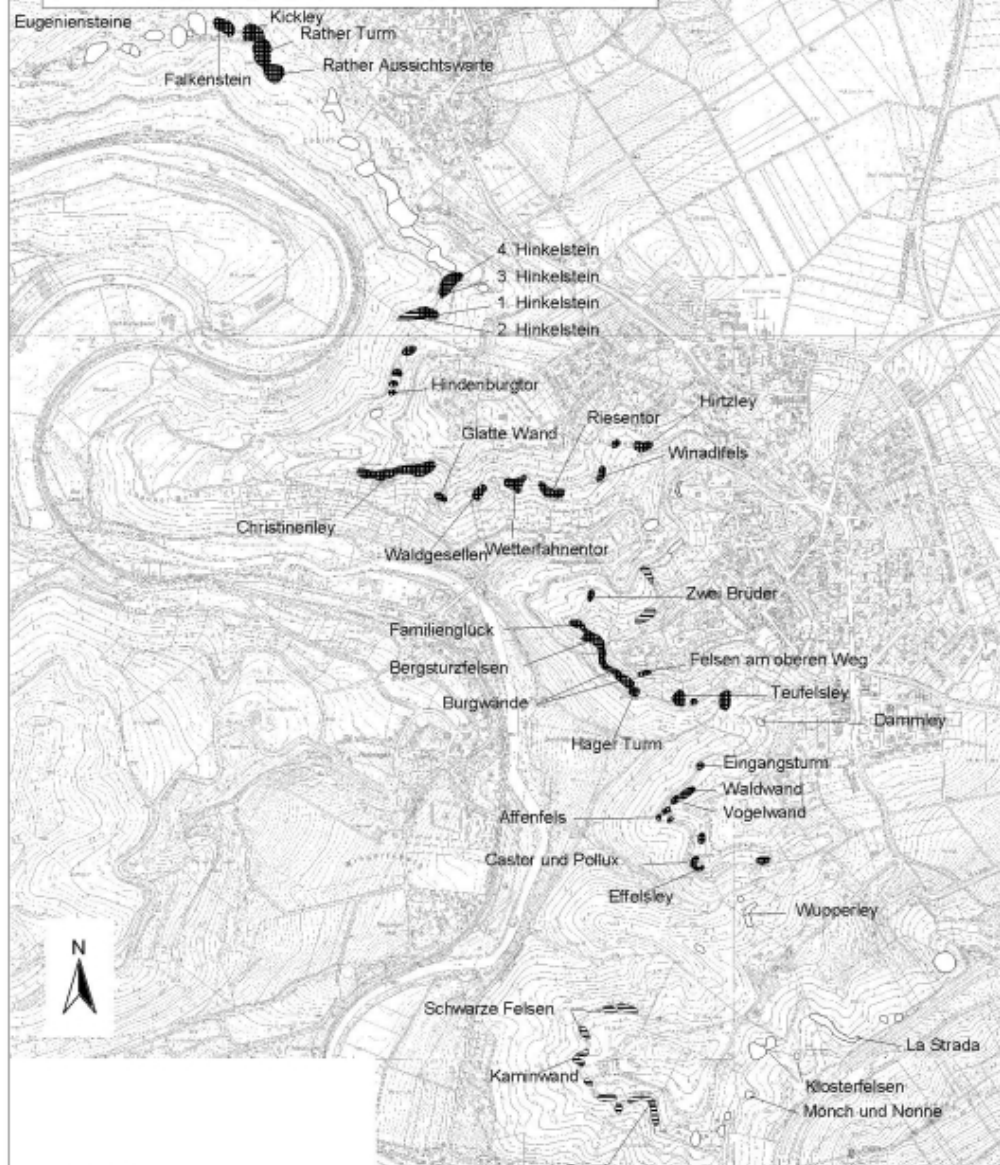 Eugeniensteine
Kickley
Rather Turm
Rather Aussichtswarte
Falkenstein
4. Hinkelstein
3. Hinkelstein
1. Hinkelstein
2. Hinkelstein
Hindenburgtor
Hirtzley
Riesentor
Glatte Wand
Winadifels
Christinenley
Waldgesellen
Wetterfahnentor
Zwei Brüder
Familienglück
Felsen am oberen Weg
Bergsturzfelsen
Teufelsley
Burgwände
Dammley
Hager Turm
Eingangsturm
Waldwand
Vogelwand
Affenfels
Castor und Pollux
Effelsley
Wupperley
N
Schwarze Felsen
La Strada
Kaminwand
Klosterfelsen
Mönch und Nonne